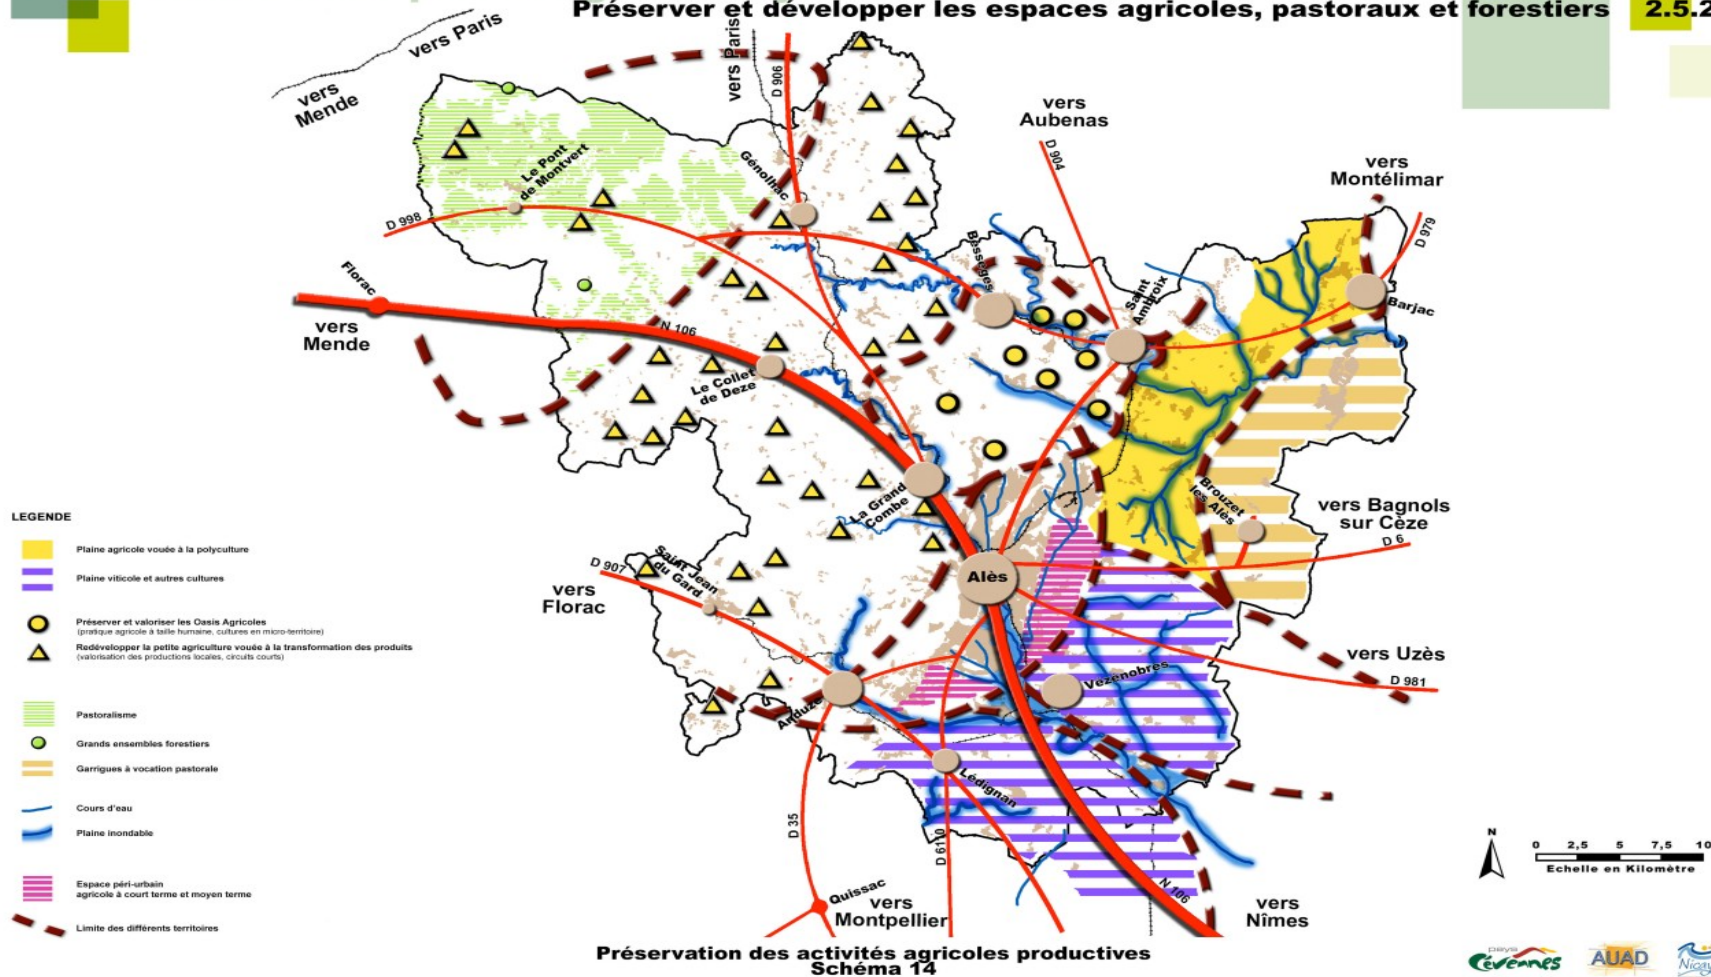 Préserver et développer les espaces agricoles, pastoraux et forestiers 2.5.2
vers Paris
vers Mende
vers Paris
D 906
vers Aubenas
D 904
vers Montélimar
D 979
Le Pont de Montvert
Génolhac
D 998
Bessèges
Saint Ambroix
Barjac
Florac
vers Mende
N 106
Le Collet de Deze
La Grand Combe
Brouzet les Alès
vers Bagnols sur Cèze
D 6
LEGENDE
Plaine agricole vouée à la polyculture
Plaine viticole et autres cultures
Préserver et valoriser les Oasis Agricoles
(pratique agricole à taille humaine, cultures en micro-territoire)
Redévelopper la petite agriculture vouée à la transformation des produits
(valorisation des productions locales, circuits courts)
Pastoralisme
Grands ensembles forestiers
Garrigues à vocation pastorale
Cours d'eau
Plaine inondable
Espace péri-urbain
agricole à court terme et moyen terme
Limite des différents territoires
D 907
Saint Jean du Gard
vers Florac
Alès
vers Uzès
D 981
Vezenobres
Anduze
Lédignan
D 35
D 6110
N 106
Quissac
vers Montpellier
vers Nîmes
N
0 2,5 5 7,5 10
Echelle en Kilomètre
Préservation des activités agricoles productives
Schéma 14
pays
Cévennes
AUAD